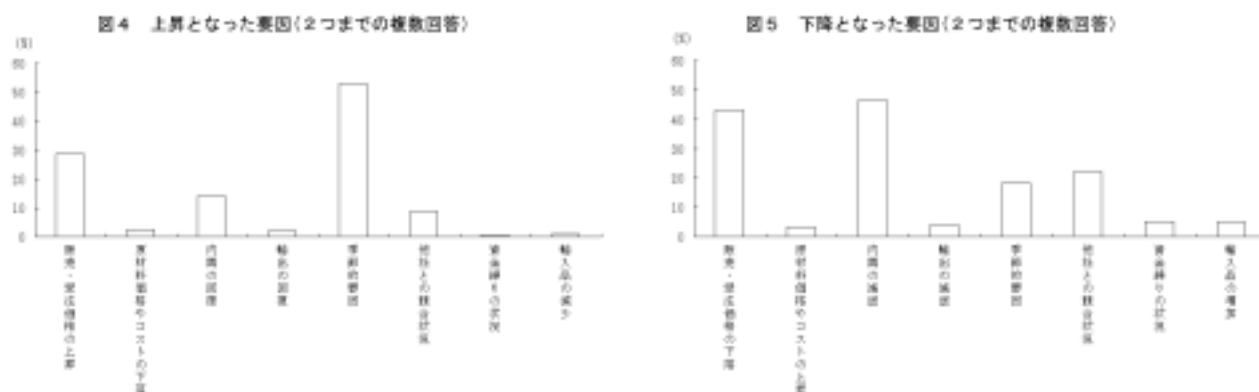 図4 上昇となった要因(2つまでの複数回答)
(%)
60
50
40
30
20
10
0
販売・受注価格の上昇
原材料価格やコストの下落
内需の回復
輸出の回復
季節的要因
他社との競合状況
資金繰りの状況
輸入品の減少
図5 下降となった要因(2つまでの複数回答)
(%)
60
50
40
30
20
10
0
販売・受注価格の下落
原材料価格やコストの上昇
内需の減退
輸出の減退
季節的要因
他社との競合状況
資金繰りの状況
輸入品の増加